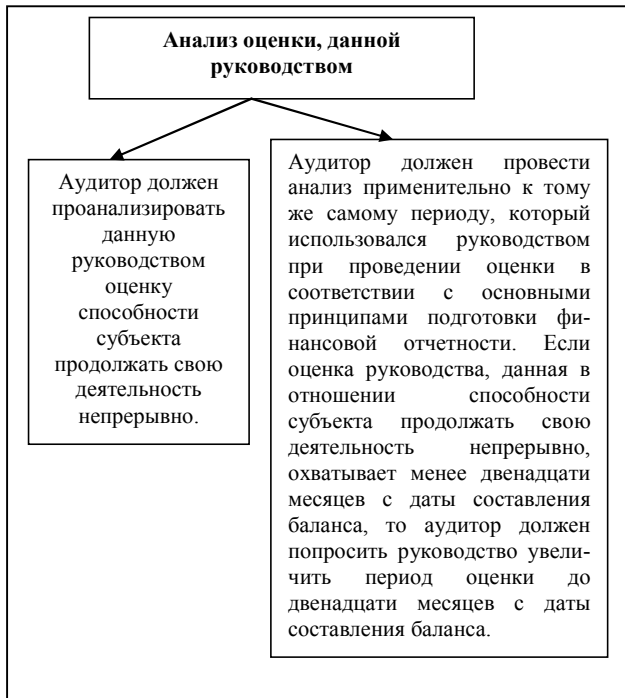 Анализ оценки, данной
руководством
Аудитор должен
проанализировать
данную
руководством
оценку
способности
субъекта
продолжать свою
деятельность
непрерывно.
Аудитор должен провести
анализ применительно к тому
же самому периоду, который
использовался руководством
при проведении оценки в
соответствии с основными
принципами подготовки фи-
нансовой отчетности. Если
оценка руководства, данная в
отношении способности
субъекта продолжать свою
деятельность непрерывно,
охватывает менее двенадцати
месяцев с даты составления
баланса, то аудитор должен
попросить руководство увели-
чить период оценки до
двенадцати месяцев с даты
составления баланса.